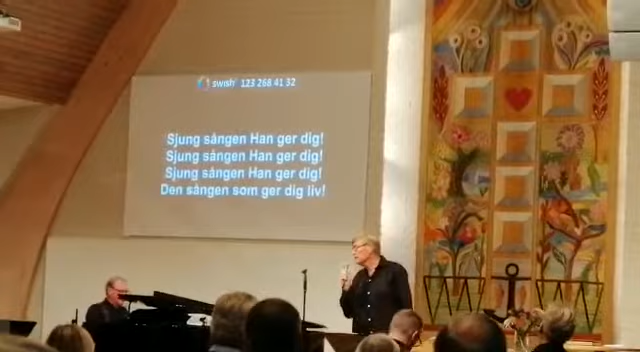 swish 123 268 41 32
Sjung sången Han ger dig!
Sjung sången Han ger dig!
Sjung sången Han ger dig!
Den sången som ger dig liv!